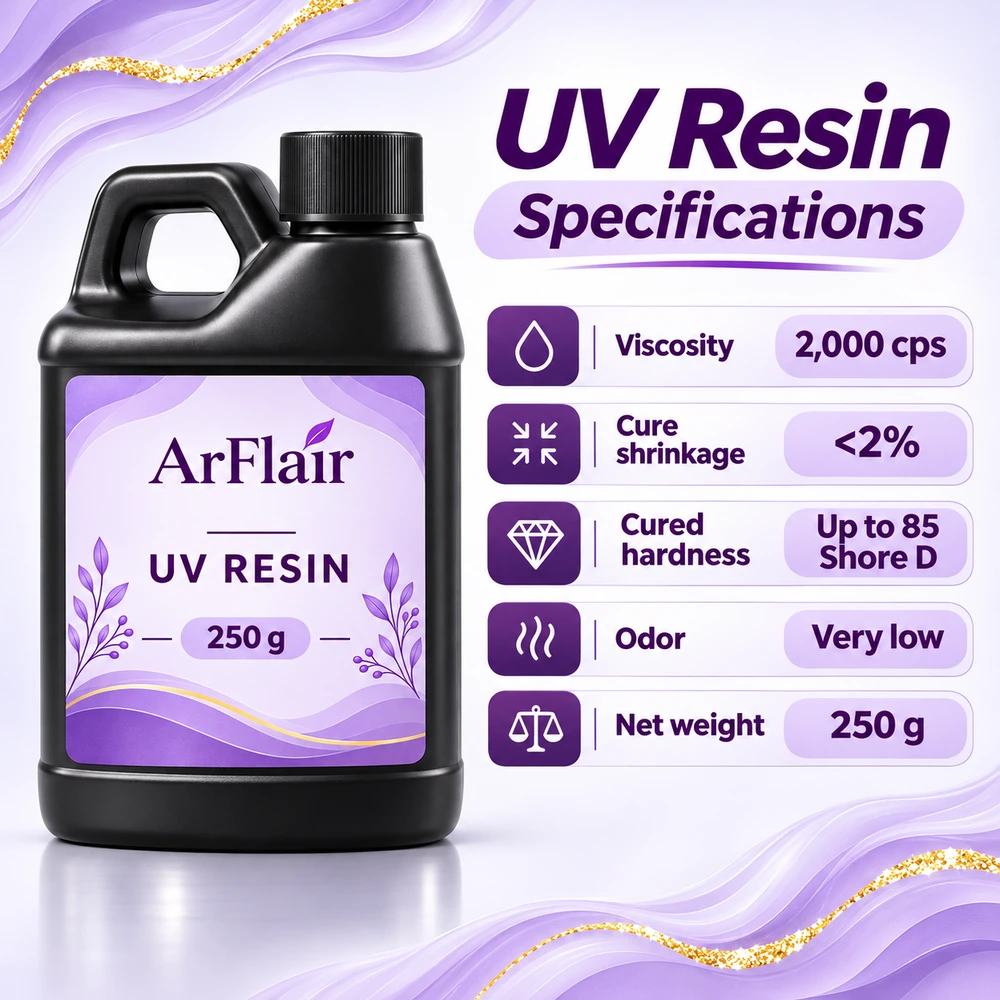 UV Resin
Specifications
ArFlair
UV RESIN
250 g
Viscosity
2,000 cps
Cure
shrinkage
<2%
Cured
hardness
Up to 85
Shore D
Odor
Very low
Net weight
250 g